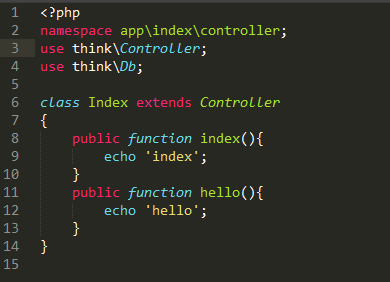 1 <?php
2 namespace app\index\controller;
3 use think\Controller;
4 use think\Db;
5
6 class Index extends Controller
7 {
8     public function index(){
9         echo 'index';
10     }
11     public function hello(){
12         echo 'hello';
13     }
14 }
15